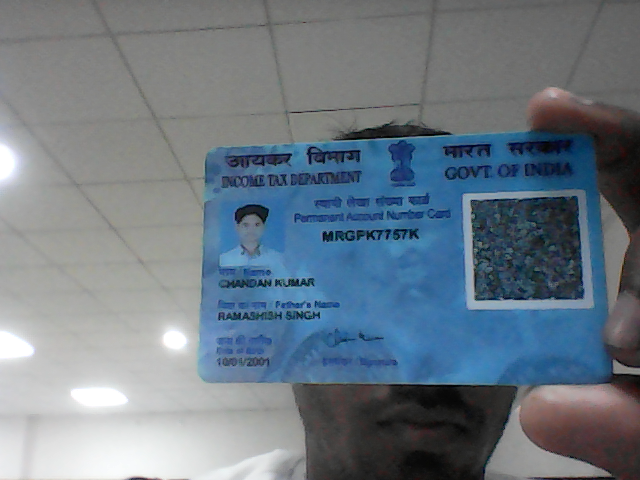 आयकर विभाग
INCOME TAX DEPARTMENT
भारत सरकार
GOVT. OF INDIA
स्थायी लेखा संख्या कार्ड
Permanent Account Number Card
MRGPK7757K
नाम / Name
CHANDAN KUMAR
पिता का नाम / Father's Name
RAMASHISH SINGH
जन्म की तारीख
Date of Birth
10/01/2001
हस्ताक्षर / Signature